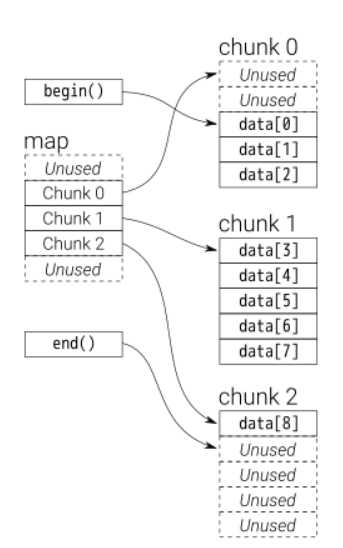 begin()
map
Unused
Chunk 0
Chunk 1
Chunk 2
Unused
end()
chunk 0
Unused
Unused
data[0]
data[1]
data[2]
chunk 1
data[3]
data[4]
data[5]
data[6]
data[7]
chunk 2
data[8]
Unused
Unused
Unused
Unused